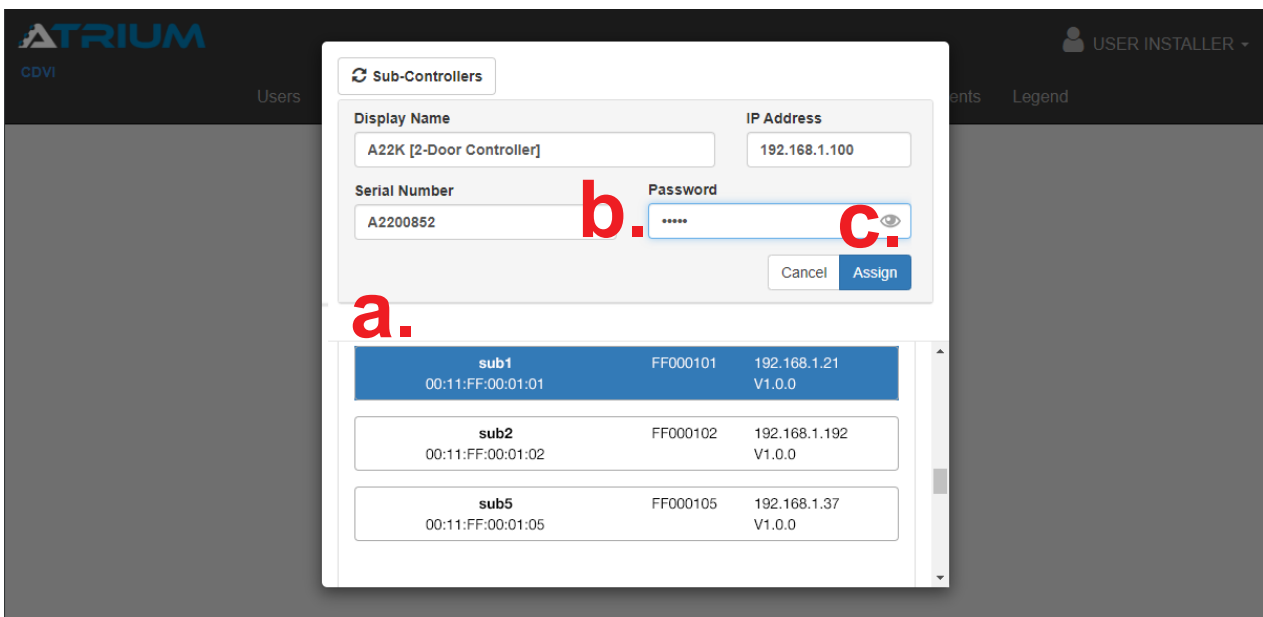 ATRIUM
CDVI
USER INSTALLER
Users
ents
Legend
Sub-Controllers
Display Name
IP Address
A22K [2-Door Controller]
192.168.1.100
Serial Number
b.
Password
A2200852
•••••
c.
Cancel
Assign
a.
sub1 FF000101 192.168.1.21
00:11:FF:00:01:01 V1.0.0
sub2 FF000102 192.168.1.192
00:11:FF:00:01:02 V1.0.0
sub5 FF000105 192.168.1.37
00:11:FF:00:01:05 V1.0.0